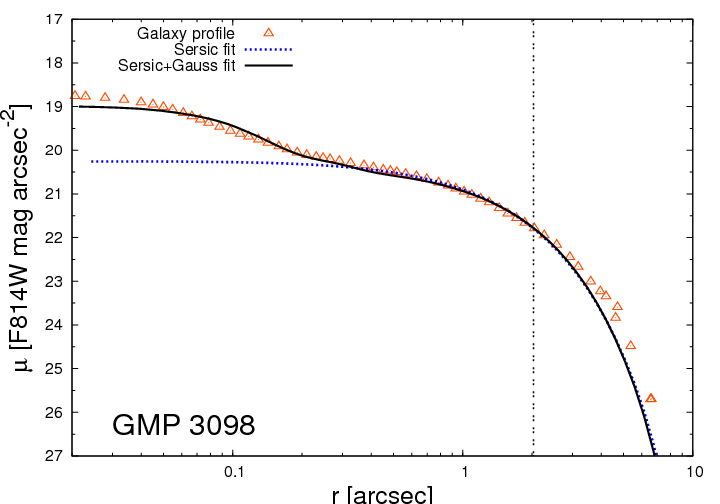 17
18
19
20
21
22
23
24
25
26
27
μ [F814W mag arcsec-2]
Galaxy profile
Sersic fit
Sersic+Gauss fit
GMP 3098
0.1 1 10
r [arcsec]